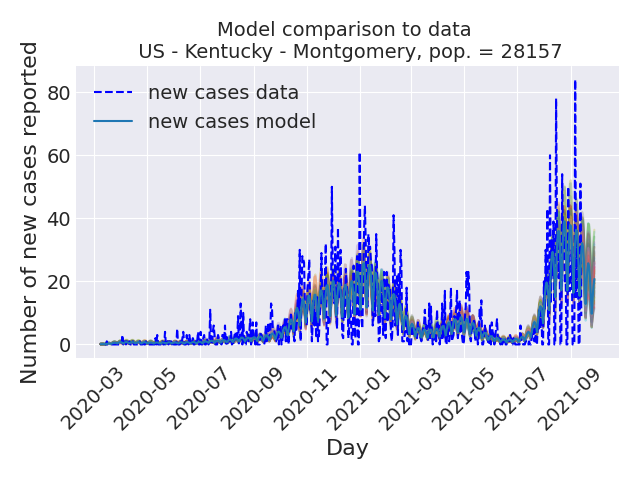 Model comparison to data
US - Kentucky - Montgomery, pop. = 28157
Number of new cases reported
80
60
40
20
0
new cases data
new cases model
2020-03
2020-05
2020-07
2020-09
2020-11
2021-01
2021-03
2021-05
2021-07
2021-09
Day